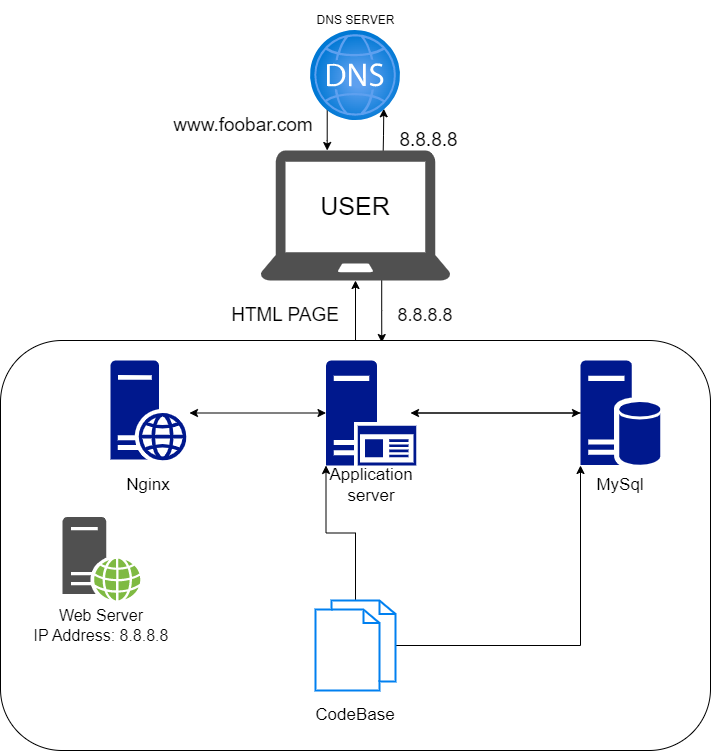 DNS SERVER
DNS
www.foobar.com
8.8.8.8
USER
HTML PAGE
8.8.8.8
Nginx
Application
server
MySql
Web Server
IP Address: 8.8.8.8
CodeBase